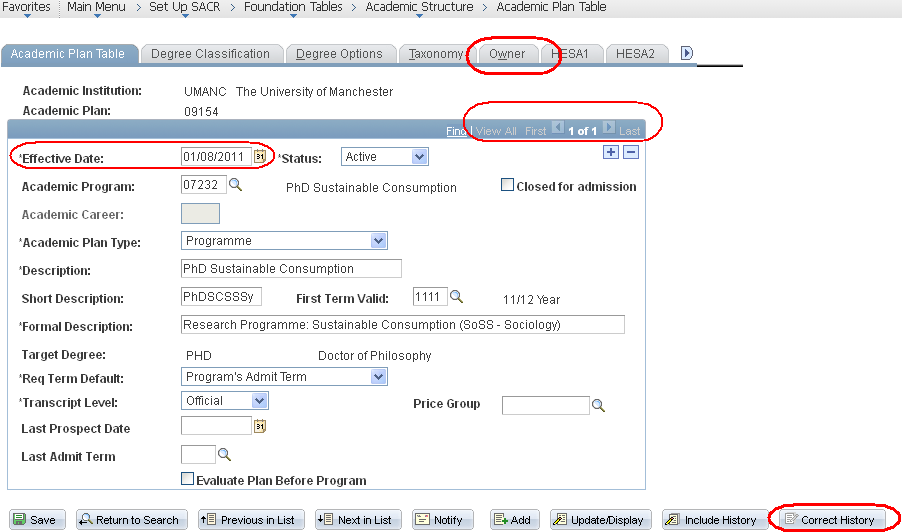 Favorites Main Menu > Set Up SACR > Foundation Tables > Academic Structure > Academic Plan Table
Academic Plan Table Degree Classification Degree Options Taxonomy Owner HESA1 HESA2
Academic Institution: UMANC The University of Manchester
Academic Plan: 09154
Find | View All First 1 of 1 Last
*Effective Date: 01/08/2011 31 *Status: Active
Academic Program: 07232 PhD Sustainable Consumption Closed for admission
Academic Career:
*Academic Plan Type: Programme
*Description: PhD Sustainable Consumption
Short Description: PhDSCSSSy First Term Valid: 1111 11/12 Year
*Formal Description: Research Programme: Sustainable Consumption (SoSS - Sociology)
Target Degree: PHD Doctor of Philosophy
*Req Term Default: Program's Admit Term
*Transcript Level: Official Price Group
Last Prospect Date 31
Last Admit Term
Evaluate Plan Before Program
Save Return to Search Previous in List Next in List Notify Add Update/Display Include History Correct History